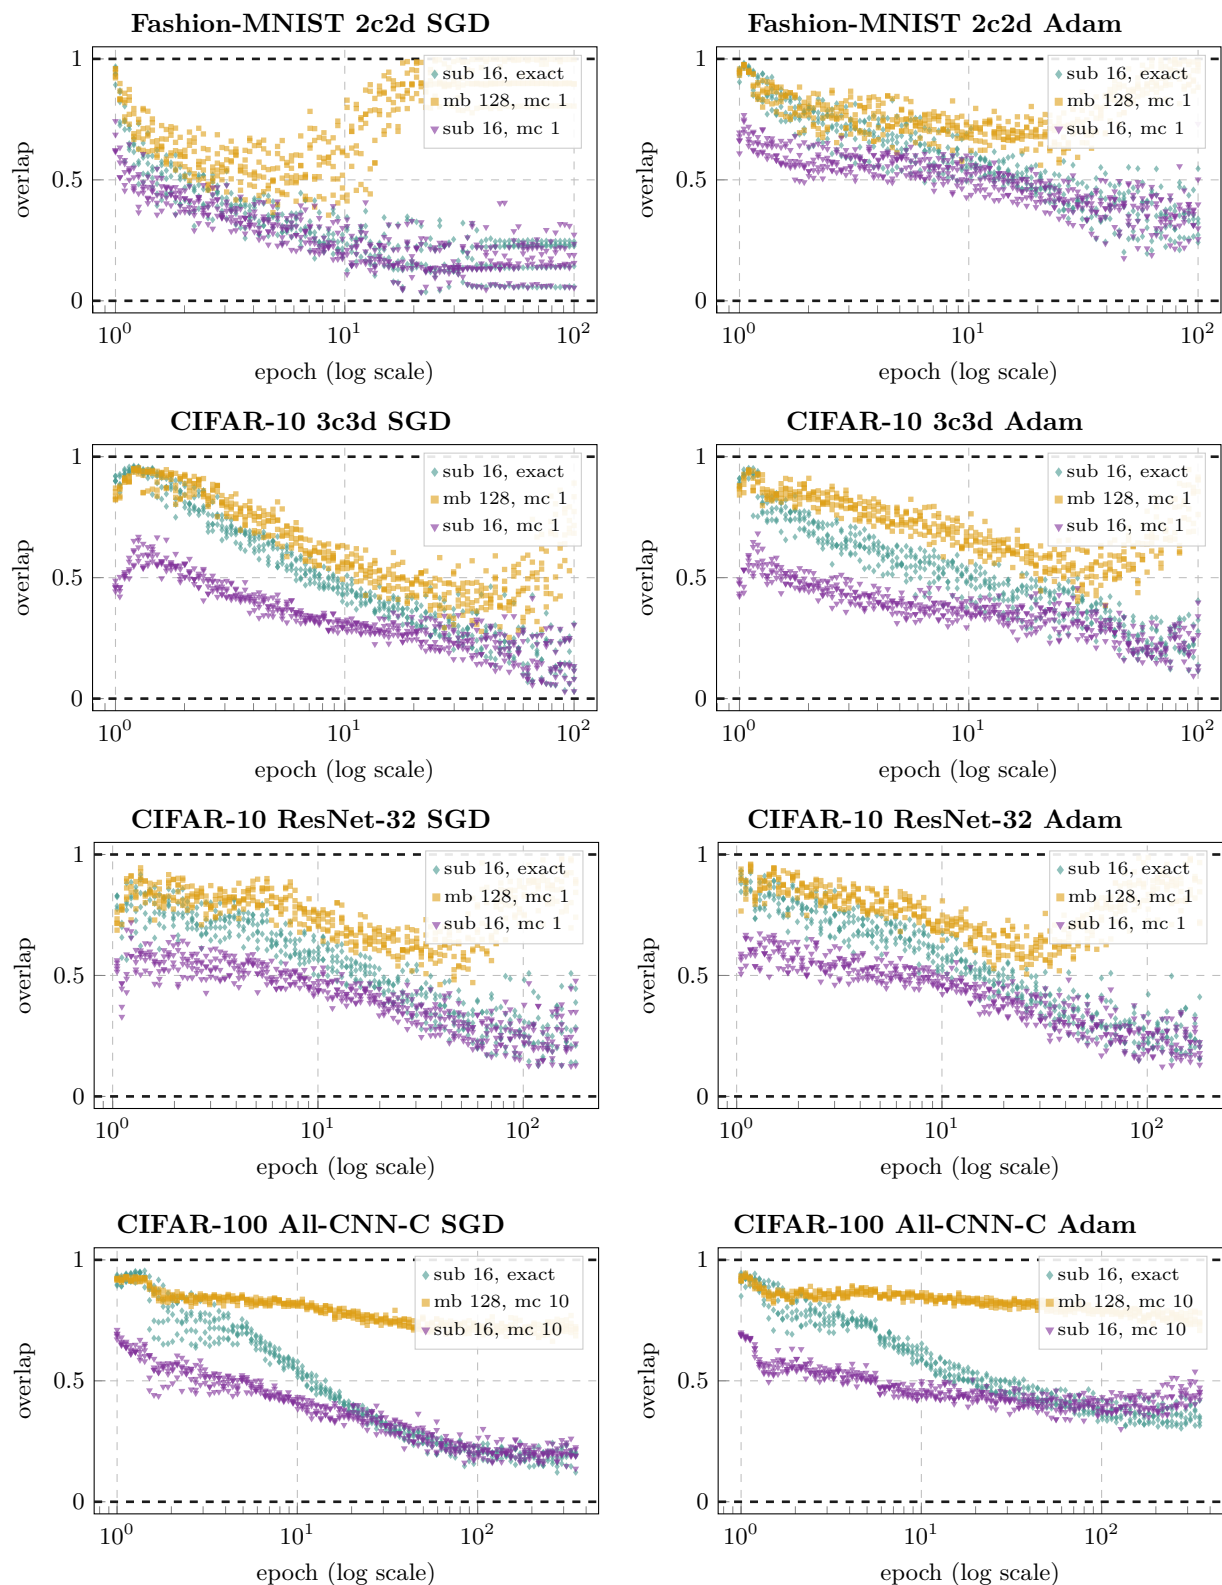 Fashion-MNIST 2c2d SGD
overlap
1
0.5
0
sub 16, exact
mb 128, mc 1
sub 16, mc 1
10^0 10^1 10^2
epoch (log scale)
Fashion-MNIST 2c2d Adam
overlap
1
0.5
0
sub 16, exact
mb 128, mc 1
sub 16, mc 1
10^0 10^1 10^2
epoch (log scale)
CIFAR-10 3c3d SGD
overlap
1
0.5
0
sub 16, exact
mb 128, mc 1
sub 16, mc 1
10^0 10^1 10^2
epoch (log scale)
CIFAR-10 3c3d Adam
overlap
1
0.5
0
sub 16, exact
mb 128, mc 1
sub 16, mc 1
10^0 10^1 10^2
epoch (log scale)
CIFAR-10 ResNet-32 SGD
overlap
1
0.5
0
sub 16, exact
mb 128, mc 1
sub 16, mc 1
10^0 10^1 10^2
epoch (log scale)
CIFAR-10 ResNet-32 Adam
overlap
1
0.5
0
sub 16, exact
mb 128, mc 1
sub 16, mc 1
10^0 10^1 10^2
epoch (log scale)
CIFAR-100 All-CNN-C SGD
overlap
1
0.5
0
sub 16, exact
mb 128, mc 10
sub 16, mc 10
10^0 10^1 10^2
epoch (log scale)
CIFAR-100 All-CNN-C Adam
overlap
1
0.5
0
sub 16, exact
mb 128, mc 10
sub 16, mc 10
10^0 10^1 10^2
epoch (log scale)